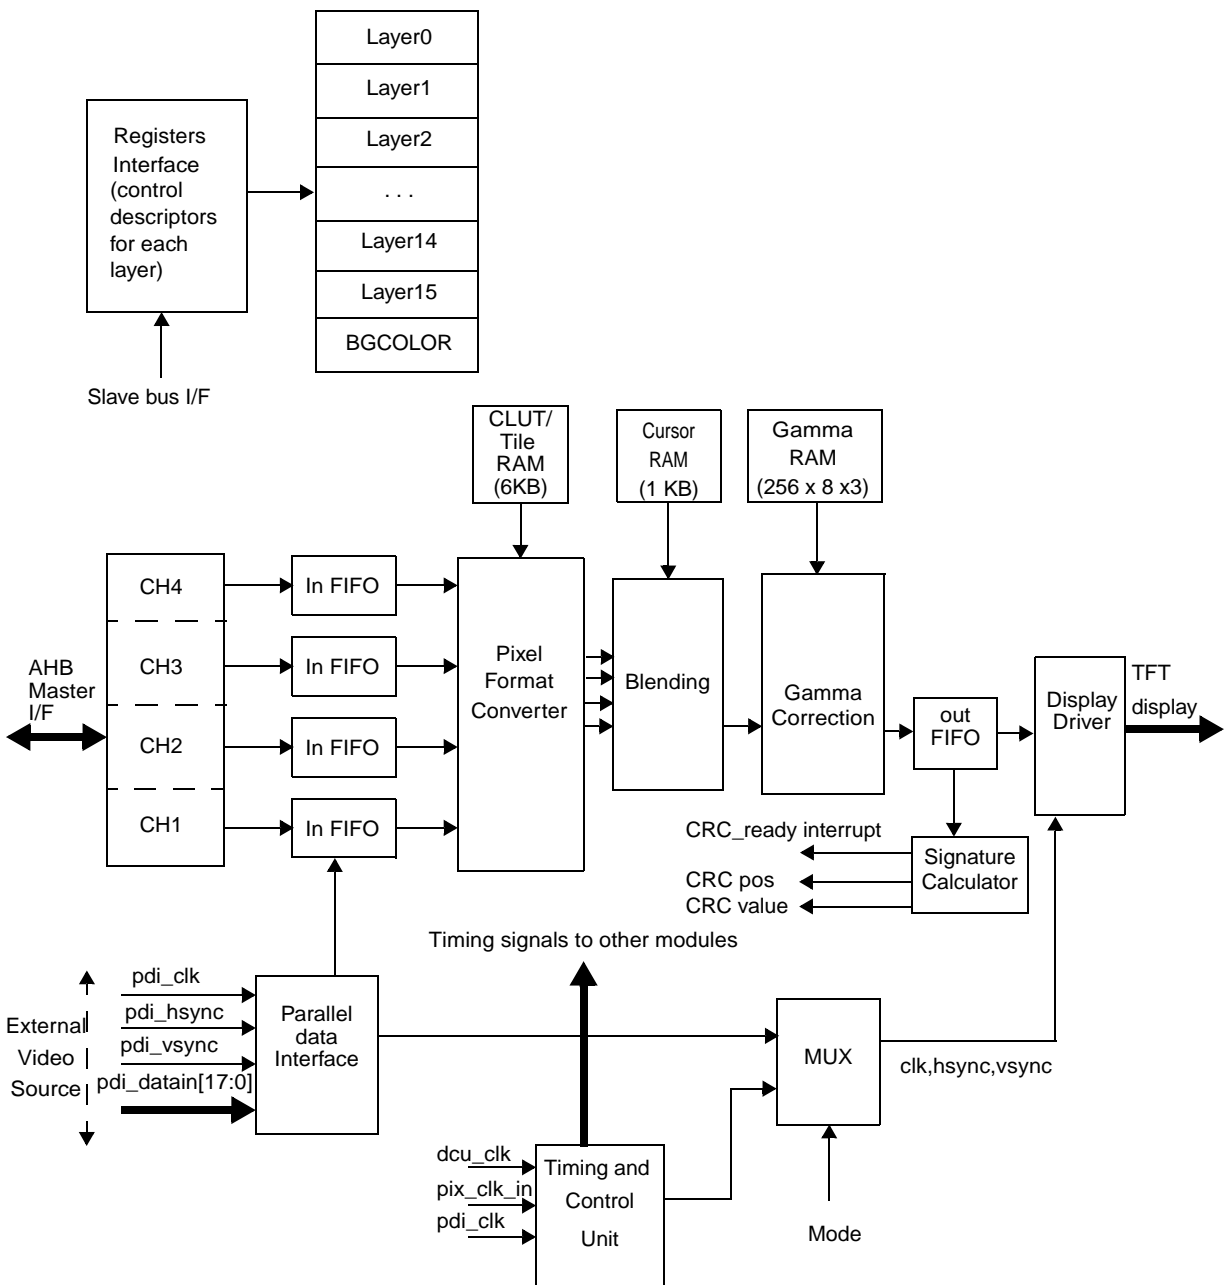 Layer0
Layer1
Layer2
. . .
Layer14
Layer15
BGCOLOR
Registers
Interface
(control
descriptors
for each
layer)
Slave bus I/F
CLUT/
Tile
RAM
(6KB)
Cursor
RAM
(1 KB)
Gamma
RAM
(256 x 8 x3)
AHB
Master
I/F
CH4
CH3
CH2
CH1
In FIFO
In FIFO
In FIFO
In FIFO
Pixel
Format
Converter
Blending
Gamma
Correction
out
FIFO
Display
Driver
TFT
display
CRC_ready interrupt
CRC pos
CRC value
Signature
Calculator
Timing signals to other modules
External
Video
Source
pdi_clk
pdi_hsync
pdi_vsync
pdi_datain[17:0]
Parallel
data
Interface
MUX
clk,hsync,vsync
dcu_clk
pix_clk_in
pdi_clk
Timing and
Control
Unit
Mode